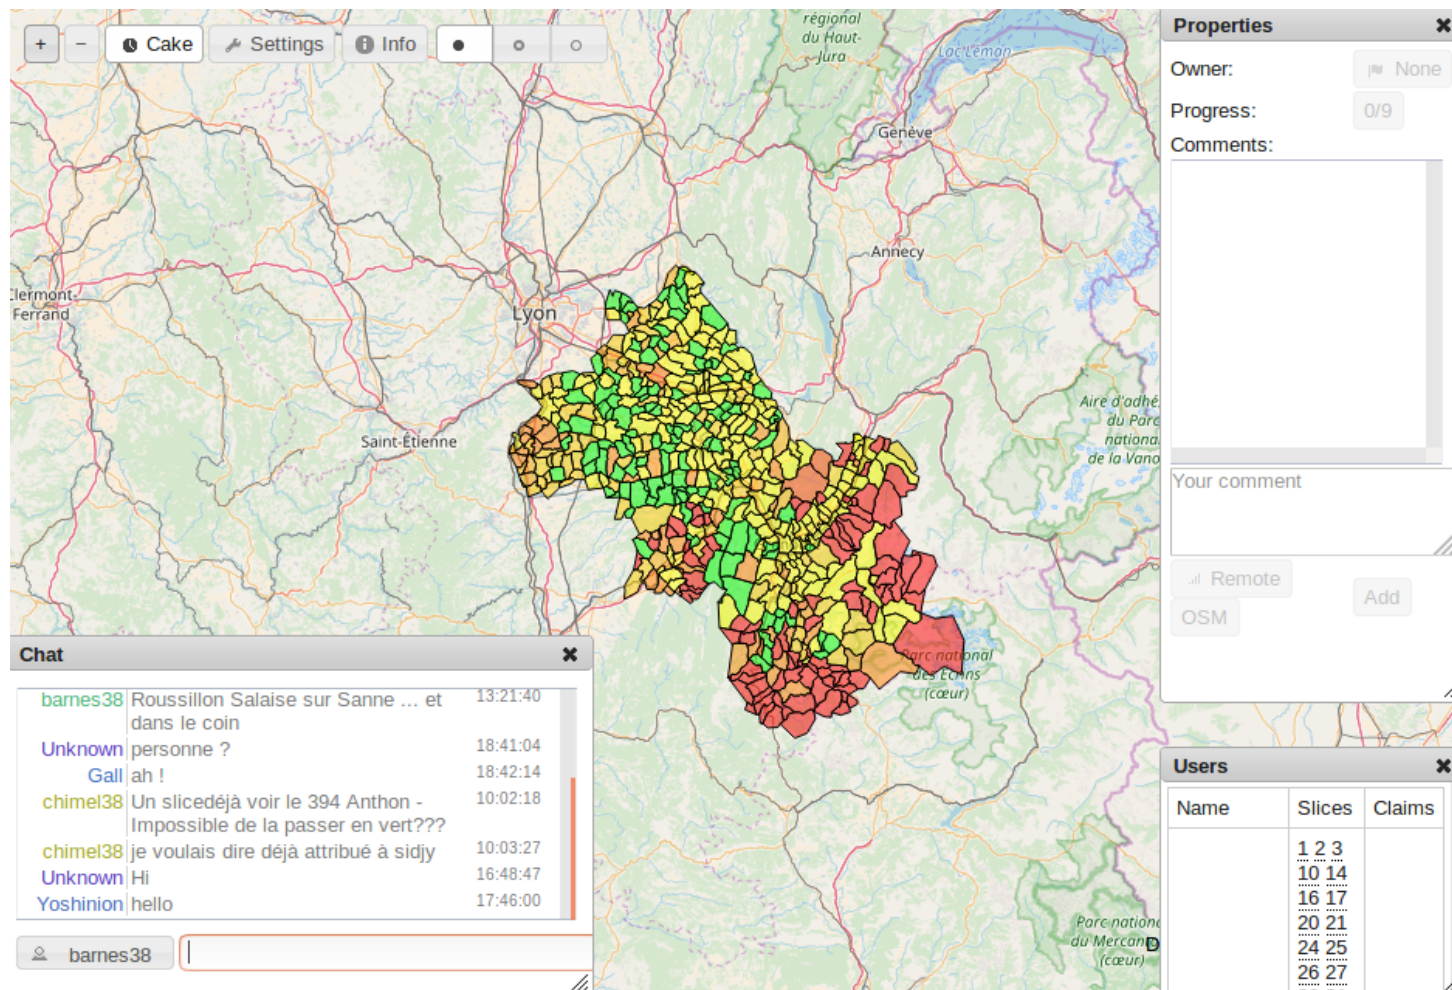 + − Cake Settings Info
régional
du Haut-
Jura
Lac Léman
Genève
Annecy
Clermont-
Ferrand
Lyon
Saint-Étienne
Aire d'adhé
du Parc
national
de la Vano
Parc national
des Écrins
(cœur)
Parc nationa
du Mercan
(cœur)
D
Properties
Owner: None
Progress: 0/9
Comments:
Your comment
Remote
OSM
Add
Chat
barnes38 Roussillon Salaise sur Sanne ... et 13:21:40
dans le coin
Unknown personne ? 18:41:04
Gall ah ! 18:42:14
chimel38 Un slicedéjà voir le 394 Anthon - 10:02:18
Impossible de la passer en vert???
chimel38 je voulais dire déjà attribué à sidjy 10:03:27
Unknown Hi 16:48:47
Yoshinion hello 17:46:00
barnes38
Users
Name Slices Claims
1 2 3
10 14
16 17
20 21
24 25
26 27